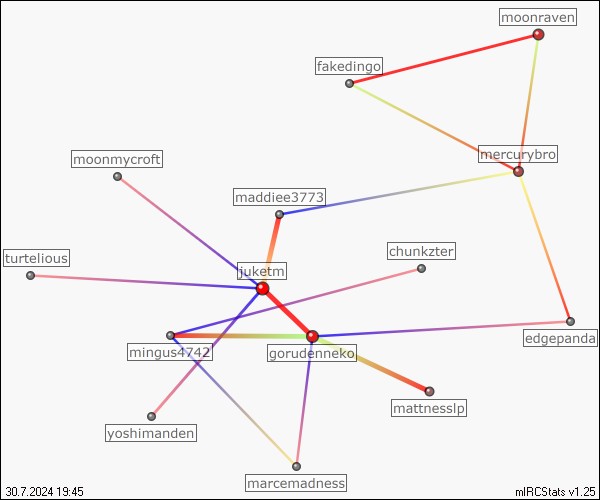 moonraven
fakedingo
mercurybro
moonmycroft
maddiee3773
chunkzter
turtelious
juketm
edgepanda
mingus4742
gorudenneko
mattnesslp
yoshimanden
marcemadness
30.7.2024 19:45
mIRCStats v1.25